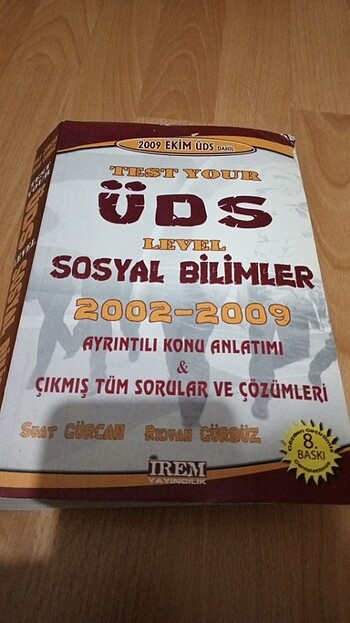 2009 EKİM ÜDS DAHİL
TEST YOUR
ÜDS
LEVEL
SOSYAL BİLİMLER
2002-2009
AYRINTILI KONU ANLATIMI
&
ÇIKMIŞ TÜM SORULAR VE ÇÖZÜMLERİ
SUAT GÜRCAN RIDVAN GÜRBÜZ
8.
BASKI
İREM
YAYINCILIK